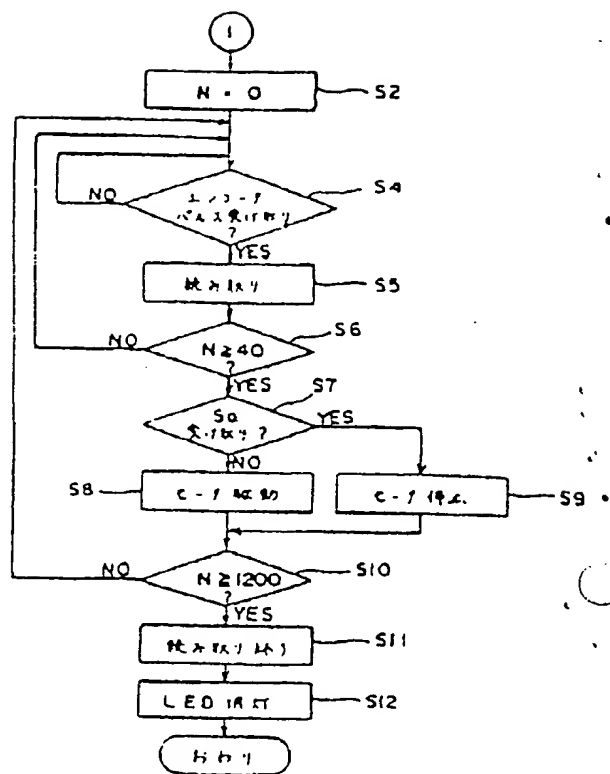 1
N = 0
S2
NO
エンコーダ
パルス受け取り
?
S4
YES
読み取り
S5
NO
N≧40
?
S6
YES
S7
Sa
受け取り?
YES
NO
S8
モータ駆動
モータ停止
S9
NO
N≧1200
?
S10
YES
読み取り終り
S11
LED消灯
S12
おわり